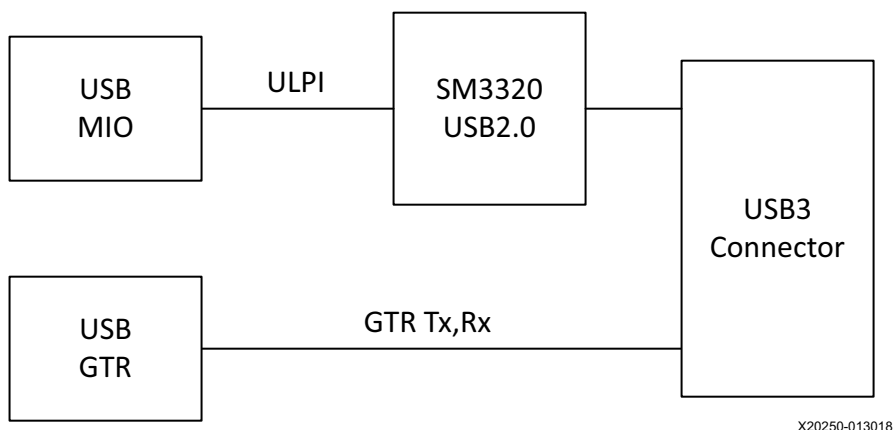 USB
MIO
ULPI
SM3320
USB2.0
USB3
Connector
USB
GTR
GTR Tx,Rx
X20250-013018